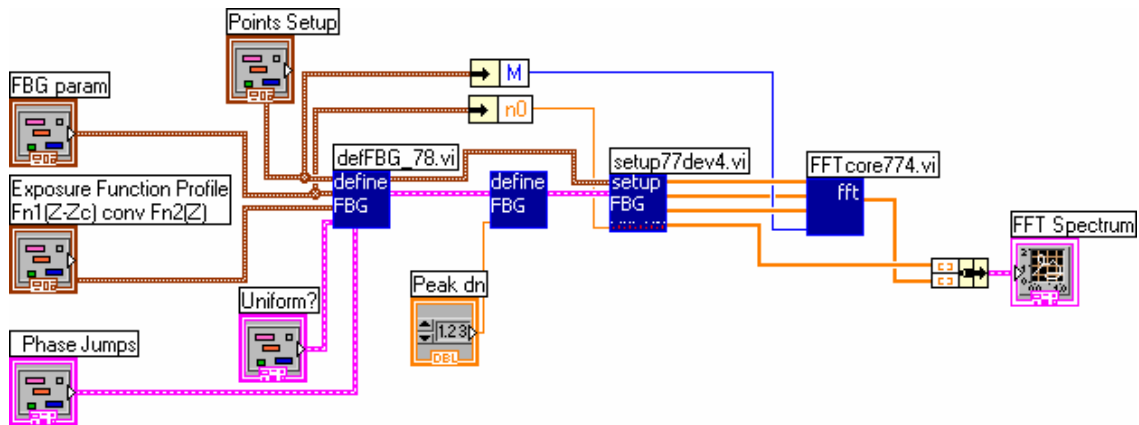 Points Setup
FBG param
M
n0
defFBG_78.vi
define
FBG
define
FBG
setup77dev4.vi
setup
FBG
FFTcore774.vi
fft
Exposure Function Profile
Fn1(Z-Zc) conv Fn2(Z)
FFT Spectrum
Peak dn
1.23
DBL
Uniform?
Phase Jumps